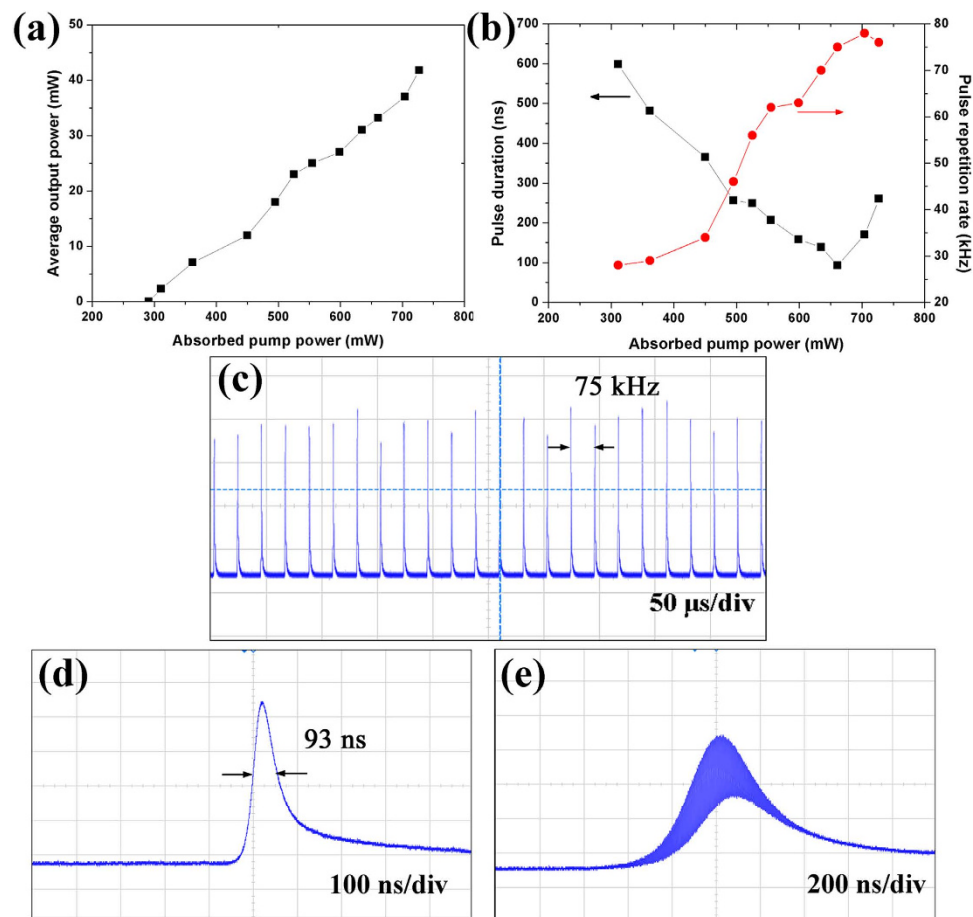 (a)
Average output power (mW)
50
40
30
20
10
0
200 300 400 500 600 700 800
Absorbed pump power (mW)
(b)
Pulse duration (ns)
700
600
500
400
300
200
100
0
80
70
60
50
40
30
20
Pulse repetition rate (kHz)
200 300 400 500 600 700 800
Absorbed pump power (mW)
(c)
75 kHz
50 μs/div
(d)
93 ns
100 ns/div
(e)
200 ns/div